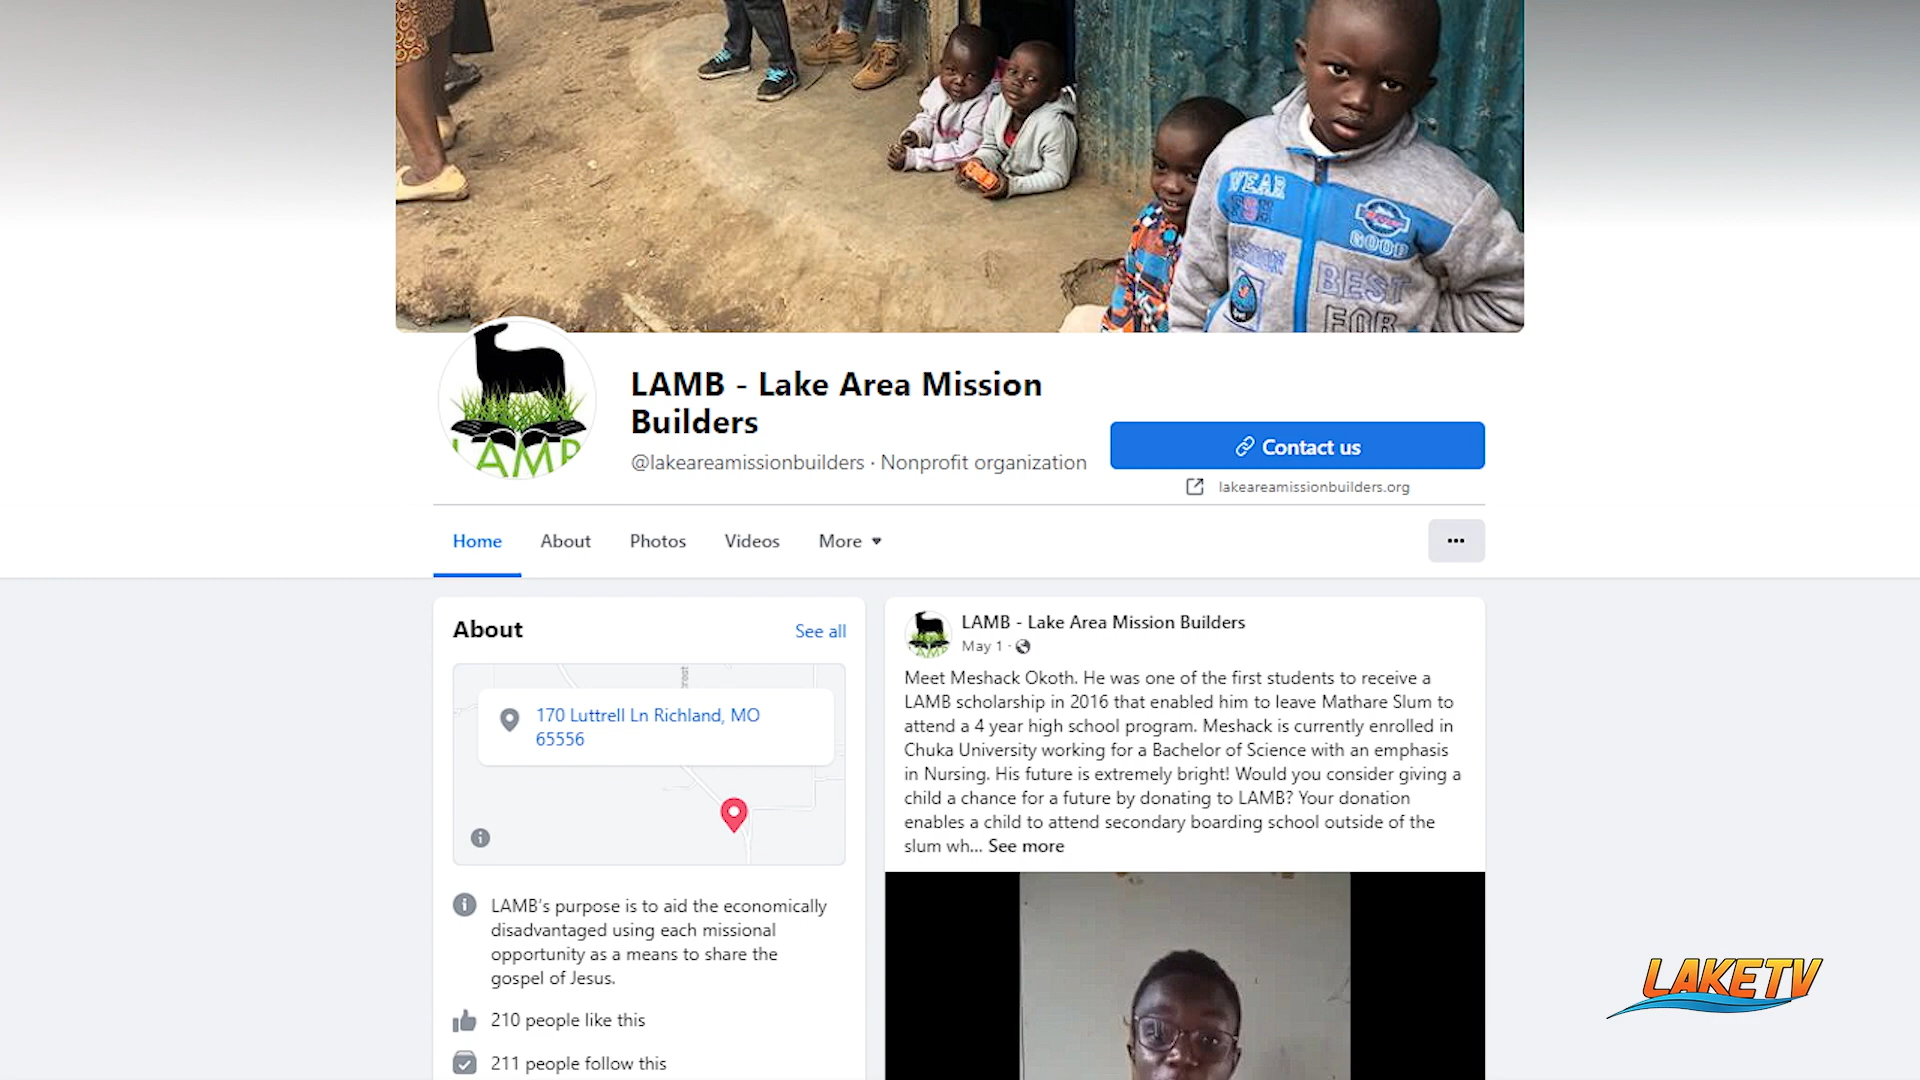 WEAR
GOOD
BEST
FOR
LAMB
LAMB - Lake Area Mission
Builders
@lakeareamissionbuilders · Nonprofit organization
Contact us
lakeareamissionbuilders.org
Home
About
Photos
Videos
More
About
See all
170 Luttrell Ln Richland, MO
65556
LAMB's purpose is to aid the economically
disadvantaged using each missional
opportunity as a means to share the
gospel of Jesus.
210 people like this
211 people follow this
LAMB - Lake Area Mission Builders
May 1 ·
Meet Meshack Okoth. He was one of the first students to receive a
LAMB scholarship in 2016 that enabled him to leave Mathare Slum to
attend a 4 year high school program. Meshack is currently enrolled in
Chuka University working for a Bachelor of Science with an emphasis
in Nursing. His future is extremely bright! Would you consider giving a
child a chance for a future by donating to LAMB? Your donation
enables a child to attend secondary boarding school outside of the
slum wh... See more
LAKETV